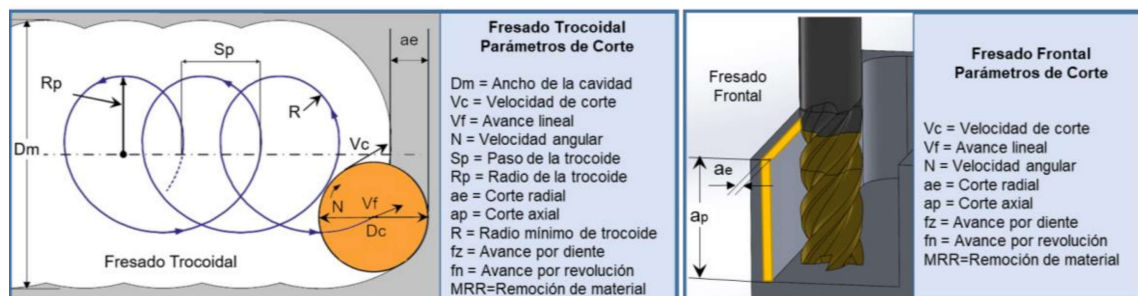 Sp
ae
Rp
R
Dm
Vc
N
Vf
Dc
Fresado Trocoidal
Fresado Trocoidal
Parámetros de Corte
Dm = Ancho de la cavidad
Vc = Velocidad de corte
Vf = Avance lineal
N = Velocidad angular
Sp = Paso de la trocoide
Rp = Radio de la trocoide
ae = Corte radial
ap = Corte axial
R = Radio mínimo de trocoide
fz = Avance por diente
fn = Avance por revolución
MRR=Remoción de material
Fresado
Frontal
ae
ap
Fresado Frontal
Parámetros de Corte
Vc = Velocidad de corte
Vf = Avance lineal
N = Velocidad angular
ae = Corte radial
ap = Corte axial
fz = Avance por diente
fn = Avance por revolución
MRR=Remoción de material